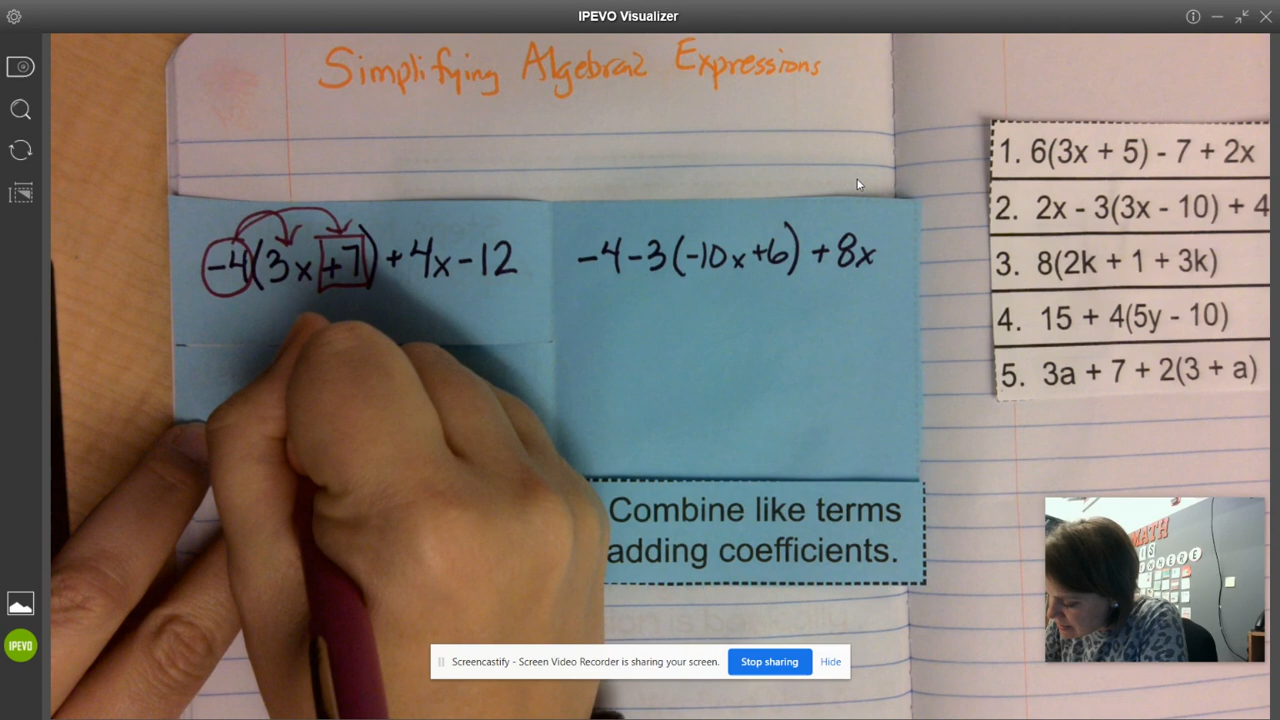 IPEVO Visualizer
Simplifying Algebraic Expressions
-4(3x +7) + 4x - 12
-4 - 3(-10x + 6) + 8x
Combine like terms
adding coefficients.
1. 6(3x + 5) - 7 + 2x
2. 2x - 3(3x - 10) + 4
3. 8(2k + 1 + 3k)
4. 15 + 4(5y - 10)
5. 3a + 7 + 2(3 + a)
MATH
IS
IPEVO
Screencastify - Screen Video Recorder is sharing your screen.
Stop sharing
Hide